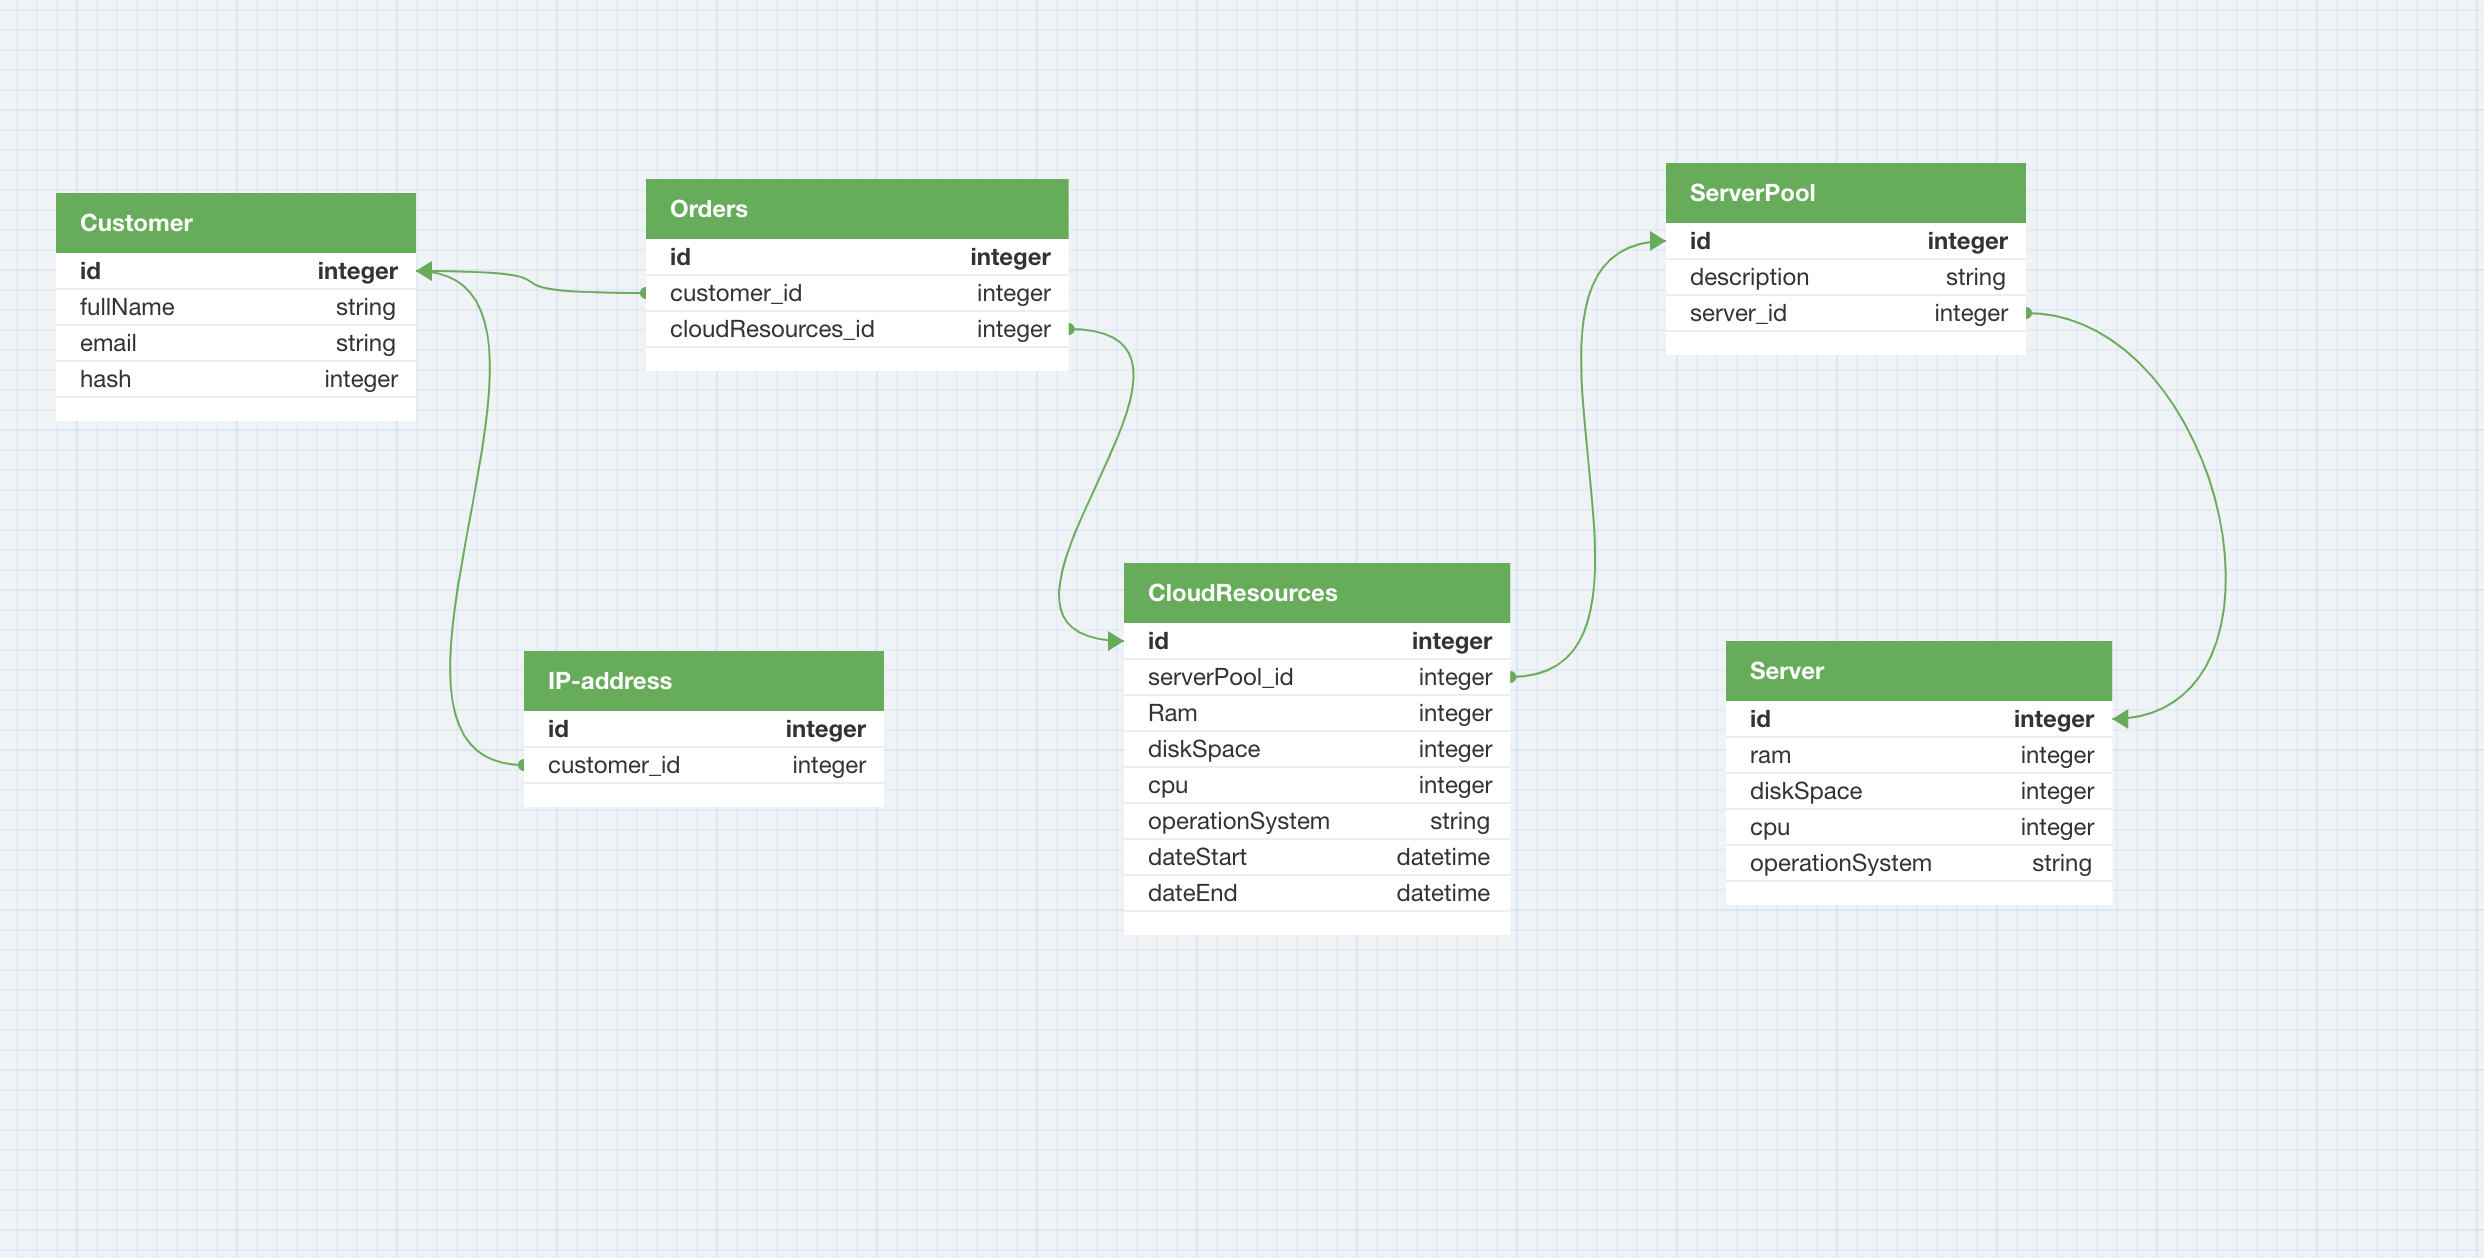 Customer
id integer
fullName string
email string
hash integer
Orders
id integer
customer_id integer
cloudResources_id integer
ServerPool
id integer
description string
server_id integer
IP-address
id integer
customer_id integer
CloudResources
id integer
serverPool_id integer
Ram integer
diskSpace integer
cpu integer
operationSystem string
dateStart datetime
dateEnd datetime
Server
id integer
ram integer
diskSpace integer
cpu integer
operationSystem string